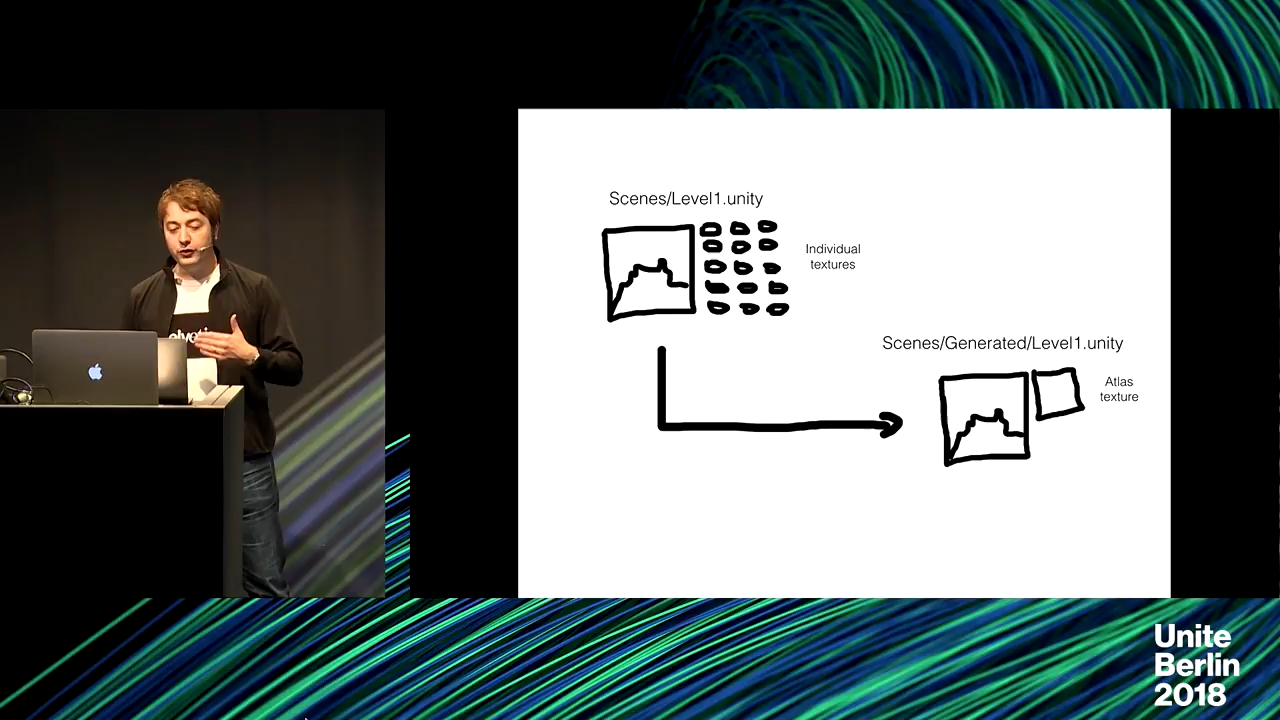 Scenes/Level1.unity
Individual
textures
Scenes/Generated/Level1.unity
Atlas
texture
Unite
Berlin
2018